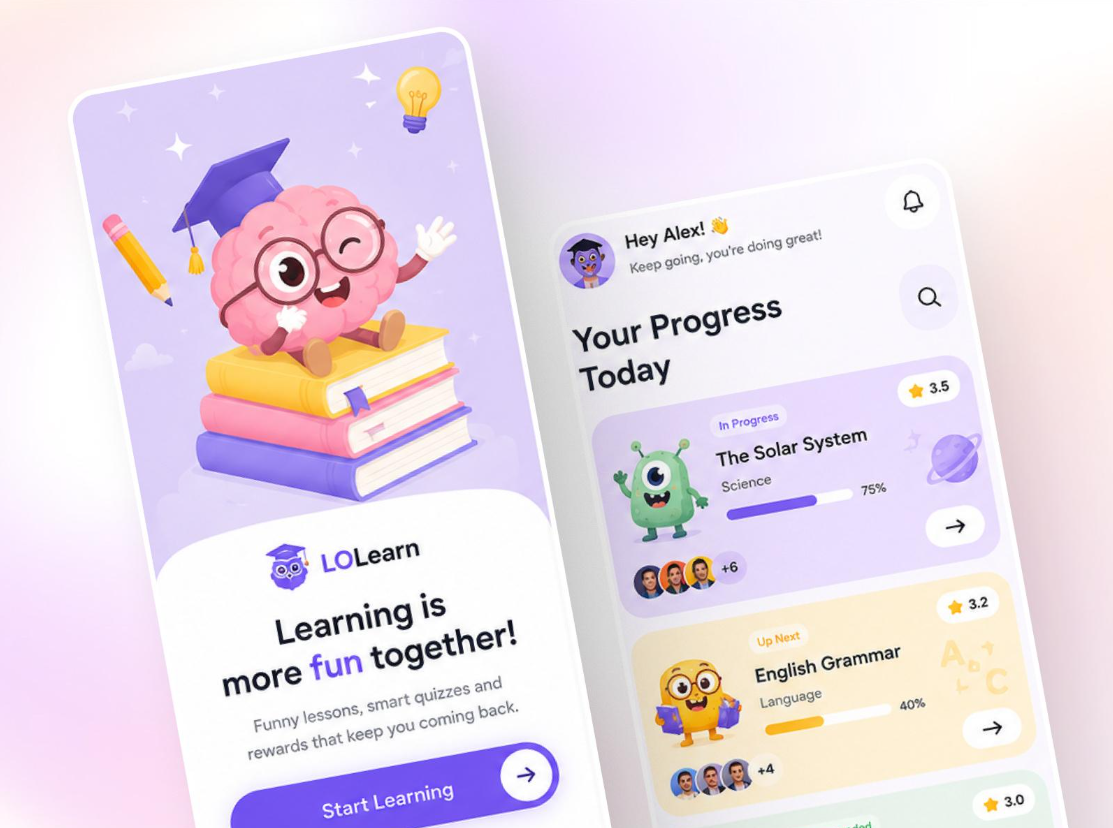 LOLearn
Learning is
more fun together!
Funny lessons, smart quizzes and
rewards that keep you coming back.
Start Learning
Hey Alex! 👋
Keep going, you're doing great!
Your Progress
Today
3.5
In Progress
The Solar System
Science
75%
+6
3.2
Up Next
English Grammar
Language
40%
+4
A b C
3.0